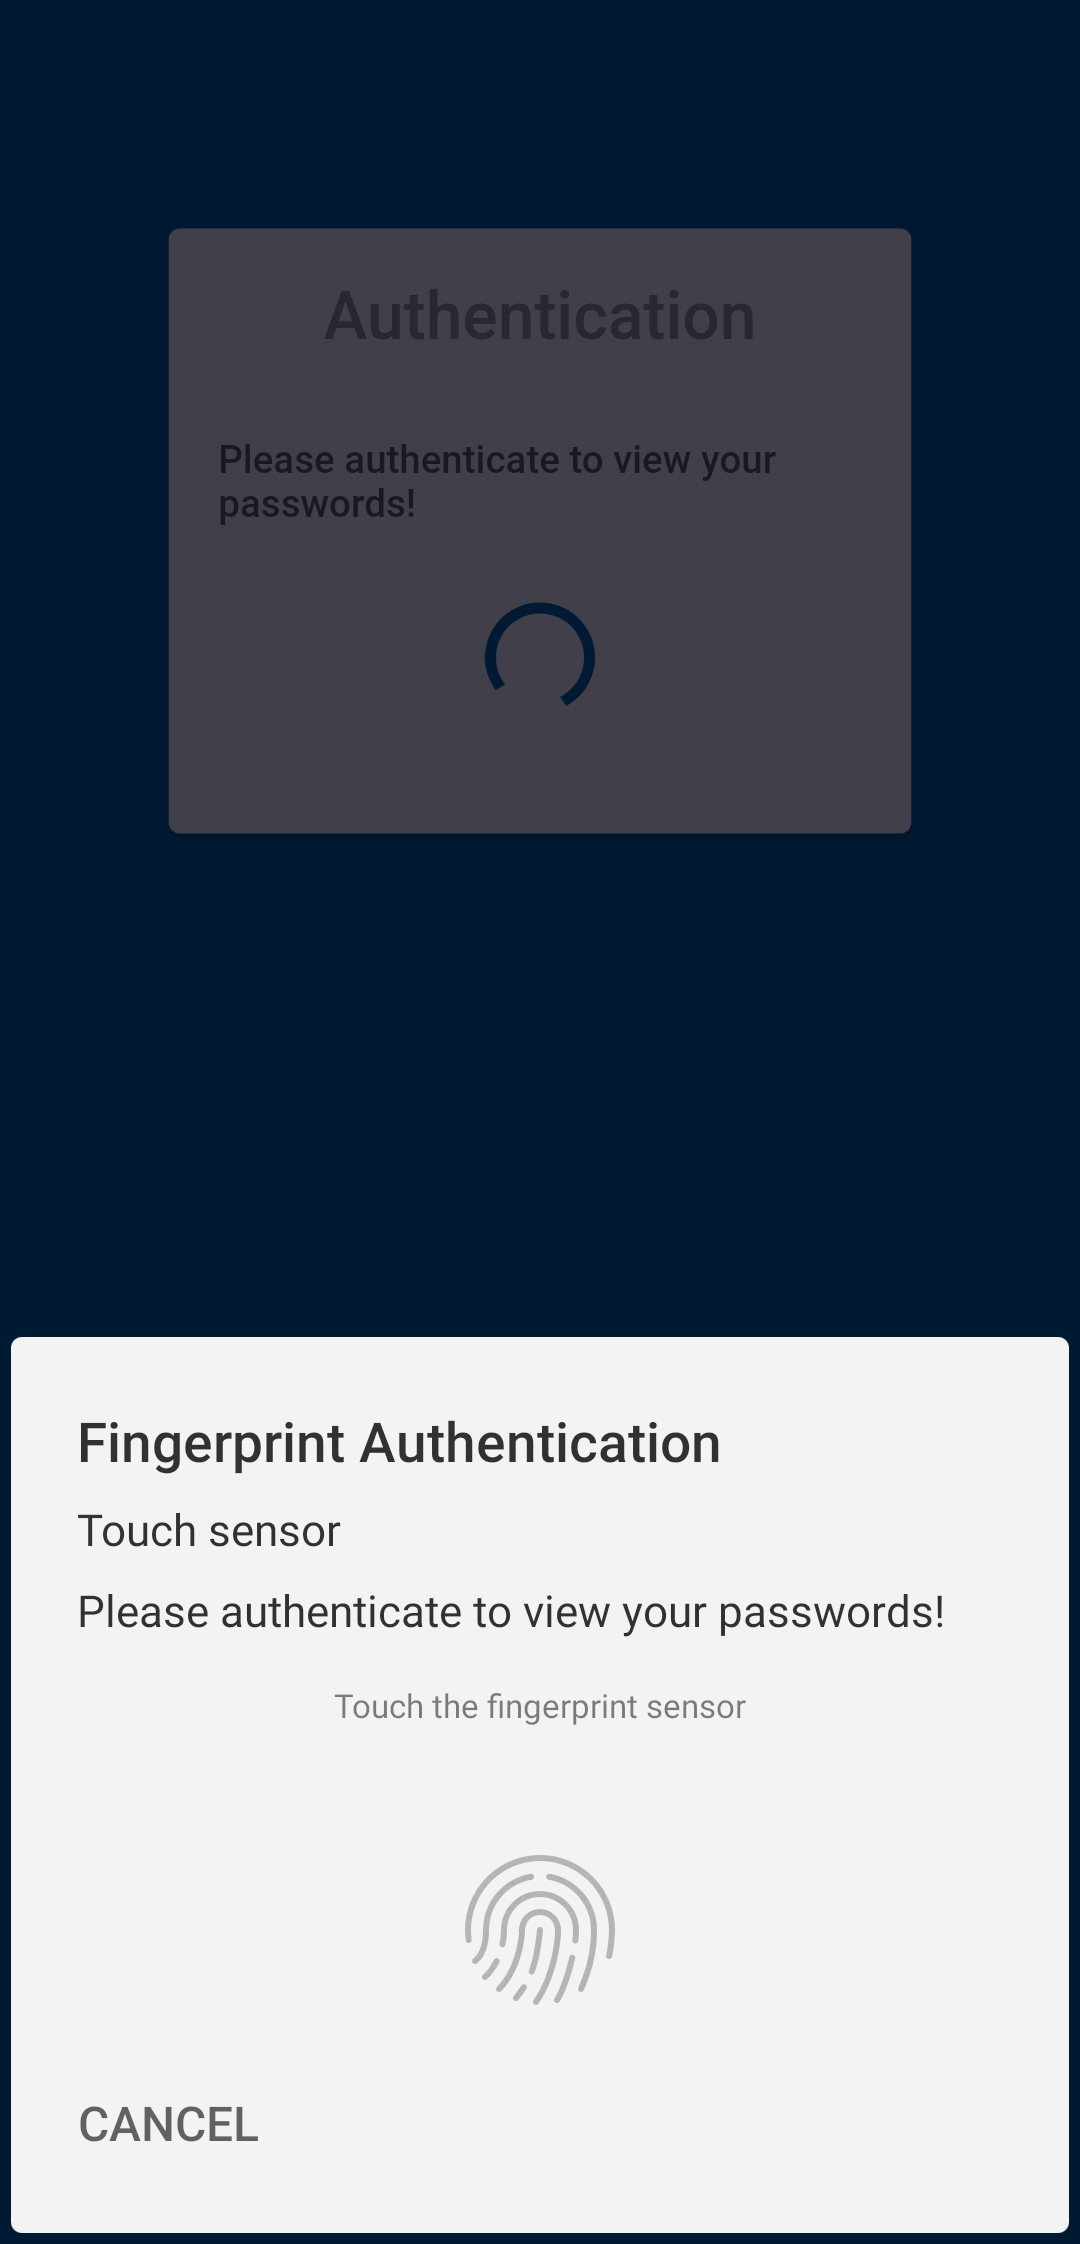 Authentication
Please authenticate to view your
passwords!
Fingerprint Authentication
Touch sensor
Please authenticate to view your passwords!
Touch the fingerprint sensor
CANCEL